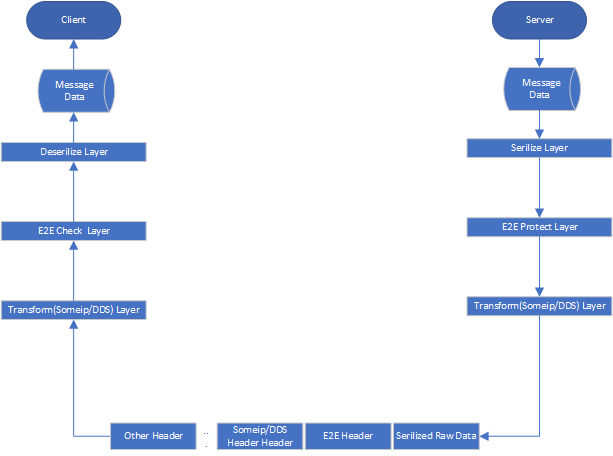 Client
Server
Message
Data
Message
Data
Deserilize Layer
Serilize Layer
E2E Check Layer
E2E Protect Layer
Transform(Someip/DDS) Layer
Transform(Someip/DDS) Layer
Other Header
..
.
Someip/DDS
Header Header
E2E Header
Serilized Raw Data